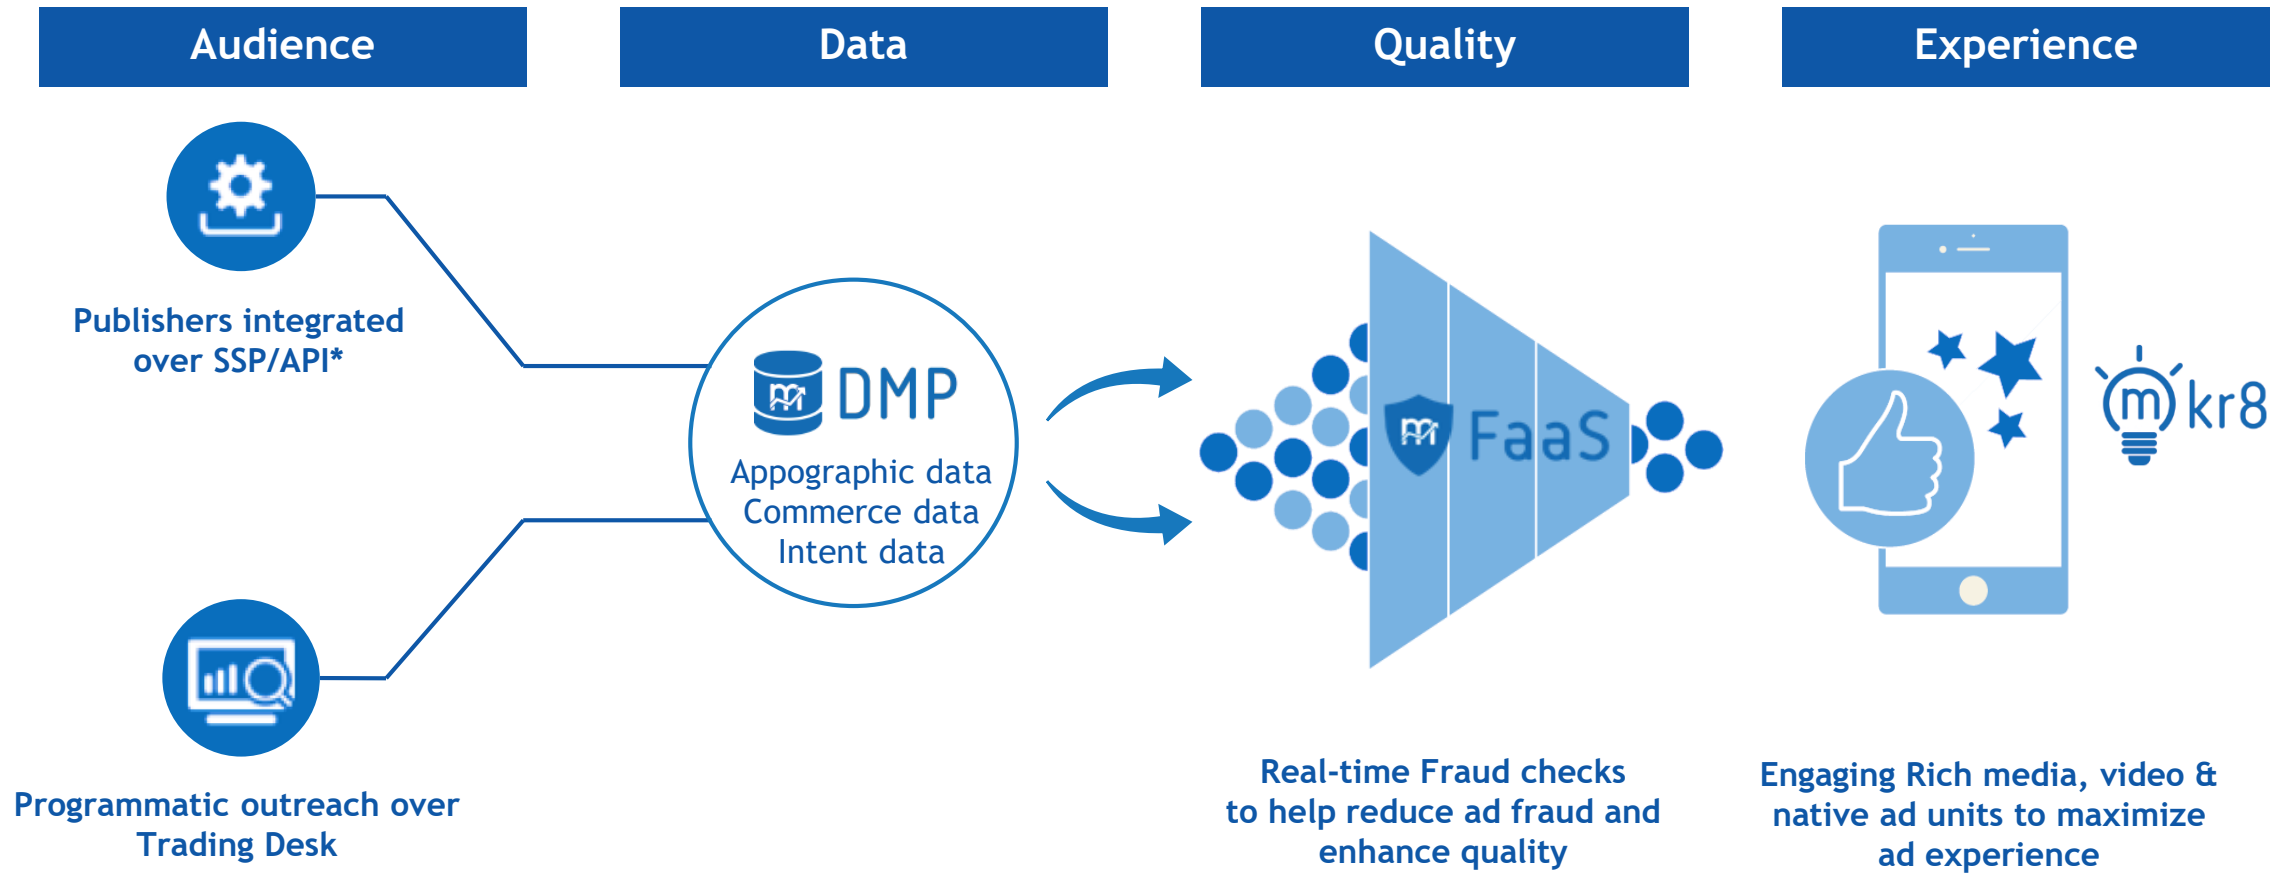 Audience
Data
Quality
Experience
Publishers integrated
over SSP/API*
Programmatic outreach over
Trading Desk
m DMP
Appographic data
Commerce data
Intent data
m FaaS
Real-time Fraud checks
to help reduce ad fraud and
enhance quality
m kr8
Engaging Rich media, video &
native ad units to maximize
ad experience